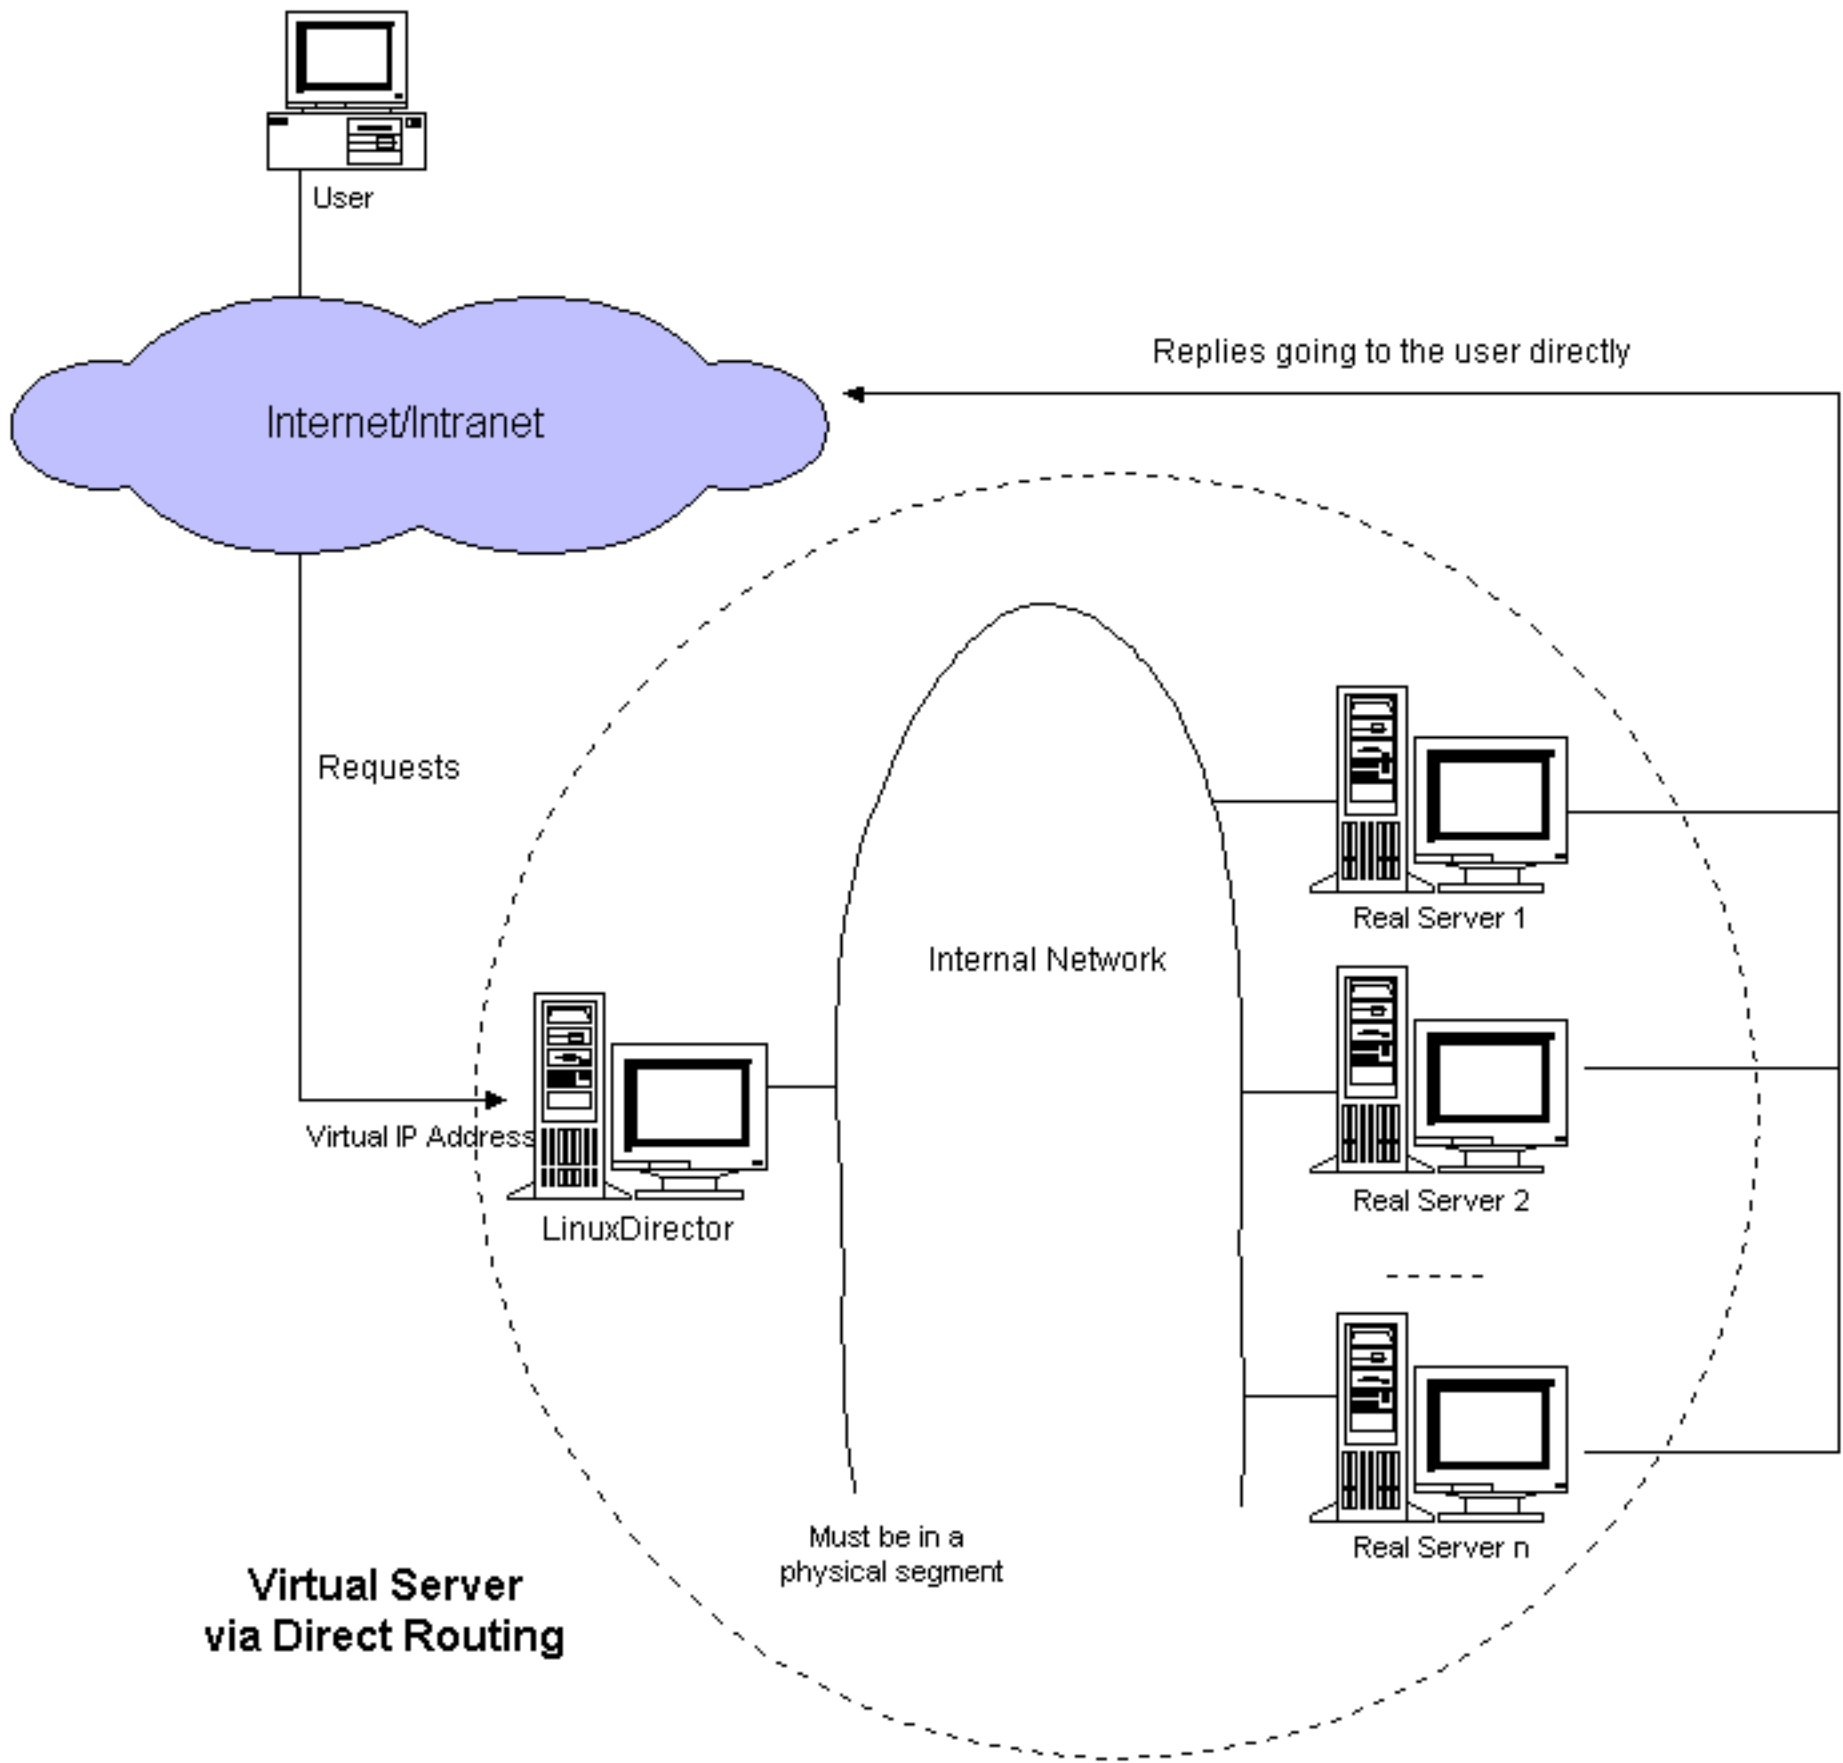 User
Replies going to the user directly
Internet/Intranet
Requests
Real Server 1
Internal Network
Virtual IP Address
Real Server 2
LinuxDirector
Must be in a
physical segment
Real Server n
Virtual Server
via Direct Routing